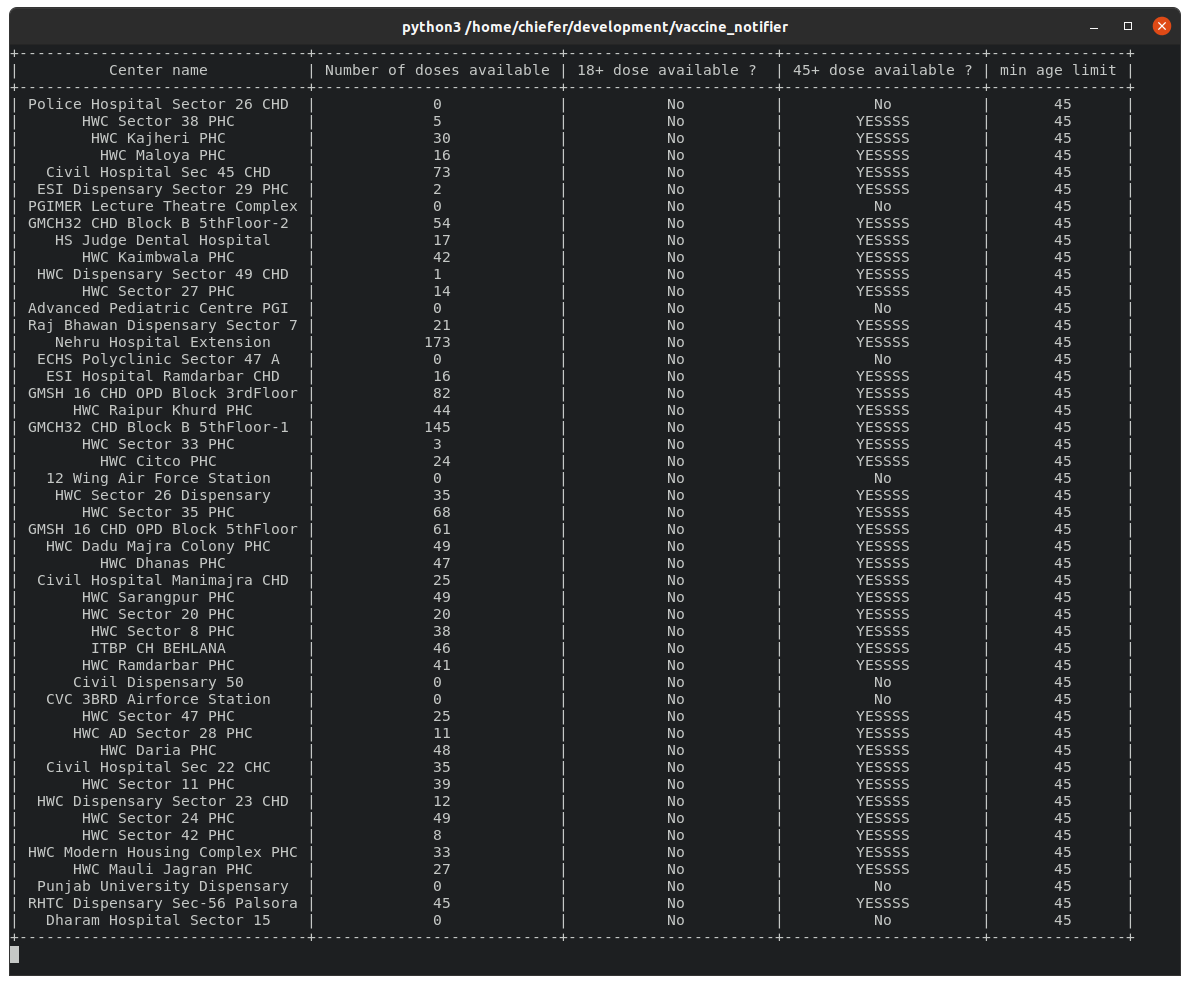 python3 /home/chiefer/development/vaccine_notifier
+--------------------------------+---------------------------+-----------------------+----------------------+---------------+
| Center name | Number of doses available | 18+ dose available ? | 45+ dose available ? | min age limit |
+--------------------------------+---------------------------+-----------------------+----------------------+---------------+
| Police Hospital Sector 26 CHD | 0 | No | No | 45 |
| HWC Sector 38 PHC | 5 | No | YESSSS | 45 |
| HWC Kajheri PHC | 30 | No | YESSSS | 45 |
| HWC Maloya PHC | 16 | No | YESSSS | 45 |
| Civil Hospital Sec 45 CHD | 73 | No | YESSSS | 45 |
| ESI Dispensary Sector 29 PHC | 2 | No | YESSSS | 45 |
| PGIMER Lecture Theatre Complex | 0 | No | No | 45 |
| GMCH32 CHD Block B 5thFloor-2 | 54 | No | YESSSS | 45 |
| HS Judge Dental Hospital | 17 | No | YESSSS | 45 |
| HWC Kaimbwala PHC | 42 | No | YESSSS | 45 |
| HWC Dispensary Sector 49 CHD | 1 | No | YESSSS | 45 |
| HWC Sector 27 PHC | 14 | No | YESSSS | 45 |
| Advanced Pediatric Centre PGI | 0 | No | No | 45 |
| Raj Bhawan Dispensary Sector 7 | 21 | No | YESSSS | 45 |
| Nehru Hospital Extension | 173 | No | YESSSS | 45 |
| ECHS Polyclinic Sector 47 A | 0 | No | No | 45 |
| ESI Hospital Ramdarbar CHD | 16 | No | YESSSS | 45 |
| GMSH 16 CHD OPD Block 3rdFloor | 82 | No | YESSSS | 45 |
| HWC Raipur Khurd PHC | 44 | No | YESSSS | 45 |
| GMCH32 CHD Block B 5thFloor-1 | 145 | No | YESSSS | 45 |
| HWC Sector 33 PHC | 3 | No | YESSSS | 45 |
| HWC Citco PHC | 24 | No | YESSSS | 45 |
| 12 Wing Air Force Station | 0 | No | No | 45 |
| HWC Sector 26 Dispensary | 35 | No | YESSSS | 45 |
| HWC Sector 35 PHC | 68 | No | YESSSS | 45 |
| GMSH 16 CHD OPD Block 5thFloor | 61 | No | YESSSS | 45 |
| HWC Dadu Majra Colony PHC | 49 | No | YESSSS | 45 |
| HWC Dhanas PHC | 47 | No | YESSSS | 45 |
| Civil Hospital Manimajra CHD | 25 | No | YESSSS | 45 |
| HWC Sarangpur PHC | 49 | No | YESSSS | 45 |
| HWC Sector 20 PHC | 20 | No | YESSSS | 45 |
| HWC Sector 8 PHC | 38 | No | YESSSS | 45 |
| ITBP CH BEHLANA | 46 | No | YESSSS | 45 |
| HWC Ramdarbar PHC | 41 | No | YESSSS | 45 |
| Civil Dispensary 50 | 0 | No | No | 45 |
| CVC 3BRD Airforce Station | 0 | No | No | 45 |
| HWC Sector 47 PHC | 25 | No | YESSSS | 45 |
| HWC AD Sector 28 PHC | 11 | No | YESSSS | 45 |
| HWC Daria PHC | 48 | No | YESSSS | 45 |
| Civil Hospital Sec 22 CHC | 35 | No | YESSSS | 45 |
| HWC Sector 11 PHC | 39 | No | YESSSS | 45 |
| HWC Dispensary Sector 23 CHD | 12 | No | YESSSS | 45 |
| HWC Sector 24 PHC | 49 | No | YESSSS | 45 |
| HWC Sector 42 PHC | 8 | No | YESSSS | 45 |
| HWC Modern Housing Complex PHC | 33 | No | YESSSS | 45 |
| HWC Mauli Jagran PHC | 27 | No | YESSSS | 45 |
| Punjab University Dispensary | 0 | No | No | 45 |
| RHTC Dispensary Sec-56 Palsora | 45 | No | YESSSS | 45 |
| Dharam Hospital Sector 15 | 0 | No | No | 45 |
+--------------------------------+---------------------------+-----------------------+----------------------+---------------+